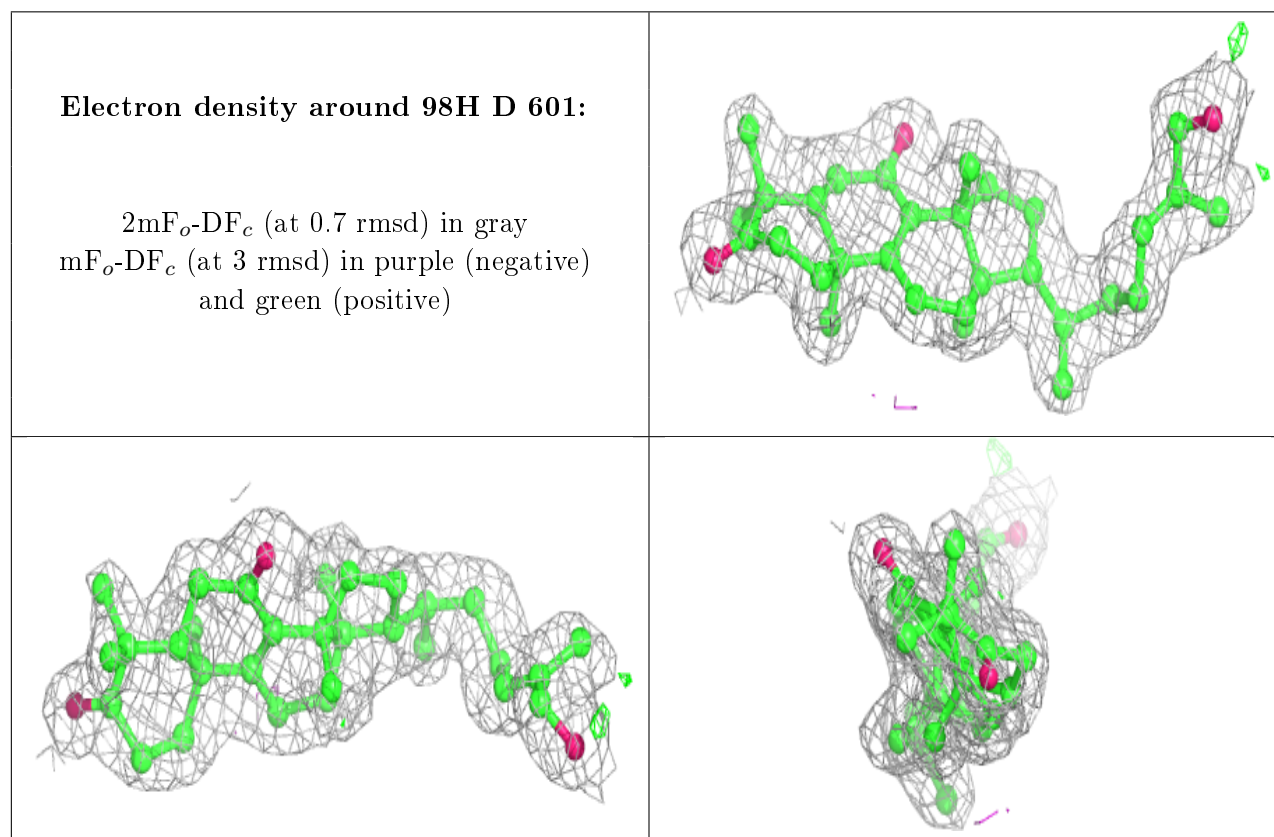 Electron density around 98H D 601:
2mFₒ-DF𝒸 (at 0.7 rmsd) in gray
mFₒ-DF𝒸 (at 3 rmsd) in purple (negative)
and green (positive)